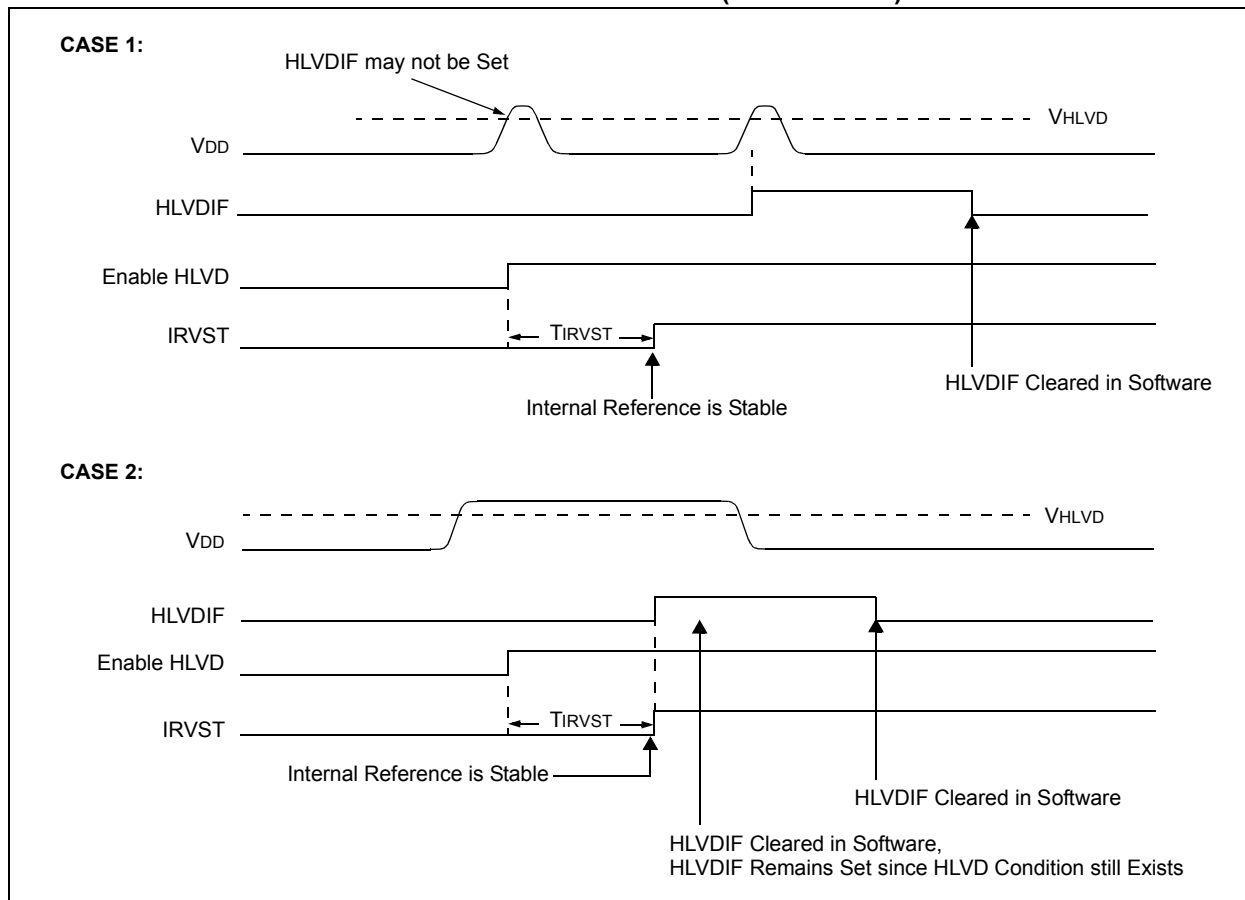 CASE 1:
HLVDIF may not be Set
VHLVD
VDD
HLVDIF
Enable HLVD
IRVST
TIRVST
HLVDIF Cleared in Software
Internal Reference is Stable
CASE 2:
VHLVD
VDD
HLVDIF
Enable HLVD
IRVST
TIRVST
Internal Reference is Stable
HLVDIF Cleared in Software
HLVDIF Cleared in Software,
HLVDIF Remains Set since HLVD Condition still Exists